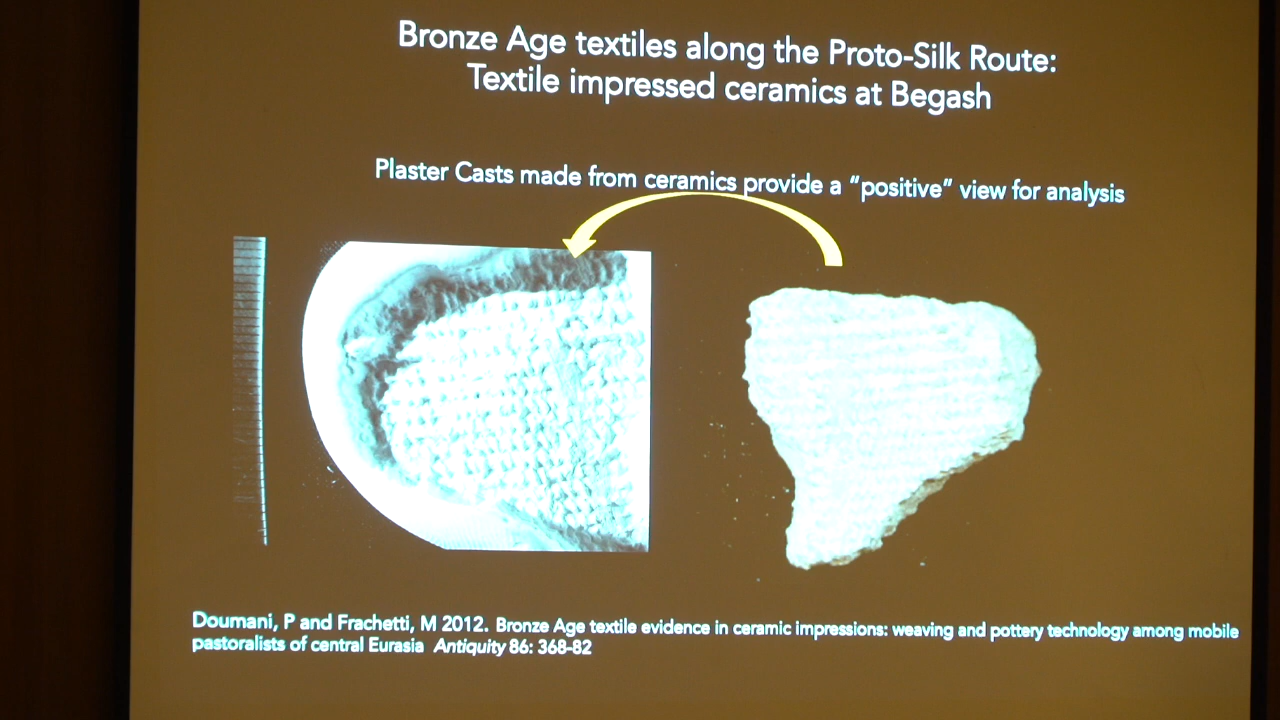 Bronze Age textiles along the Proto-Silk Route:
Textile impressed ceramics at Begash
Plaster Casts made from ceramics provide a “positive” view for analysis
Doumani, P and Frachetti, M 2012. Bronze Age textile evidence in ceramic impressions: weaving and pottery technology among mobile
pastoralists of central Eurasia Antiquity 86: 368-82